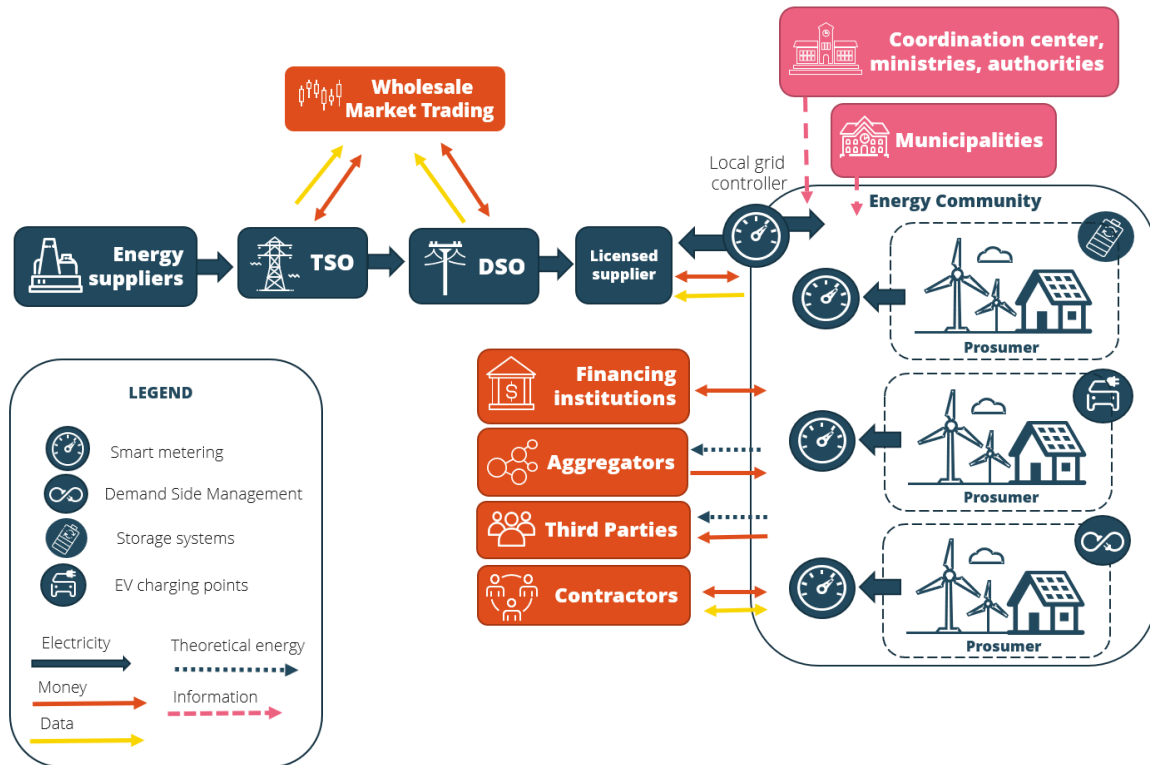 Coordination center,
ministries, authorities
Wholesale
Market Trading
Municipalities
Local grid
controller
Energy Community
Energy
suppliers
TSO
DSO
Licensed
supplier
Prosumer
Financing
institutions
Aggregators
Prosumer
Third Parties
Contractors
Prosumer
LEGEND
Smart metering
Demand Side Management
Storage systems
EV charging points
Electricity
Theoretical energy
Money
Information
Data
$